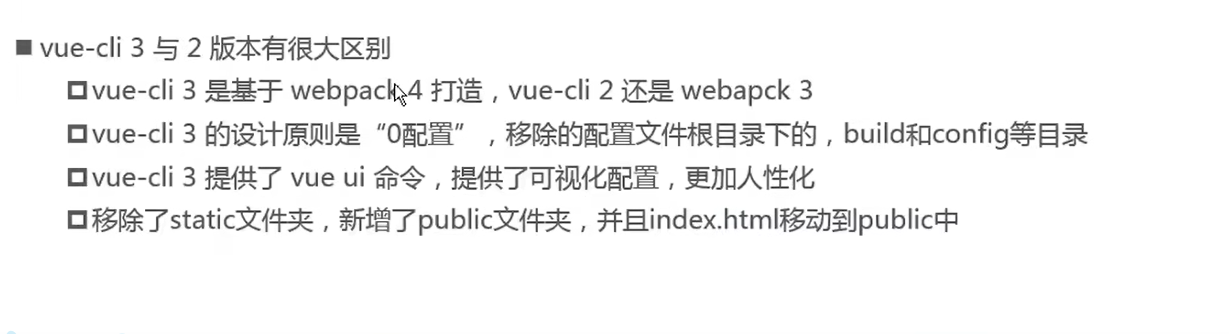 ■ vue-cli 3 与 2 版本有很大区别
vue-cli 3 是基于 webpack 4 打造，vue-cli 2 还是 webapck 3
vue-cli 3 的设计原则是“0配置”，移除的配置文件根目录下的，build和config等目录
vue-cli 3 提供了 vue ui 命令，提供了可视化配置，更加人性化
移除了static文件夹，新增了public文件夹，并且index.html移动到public中